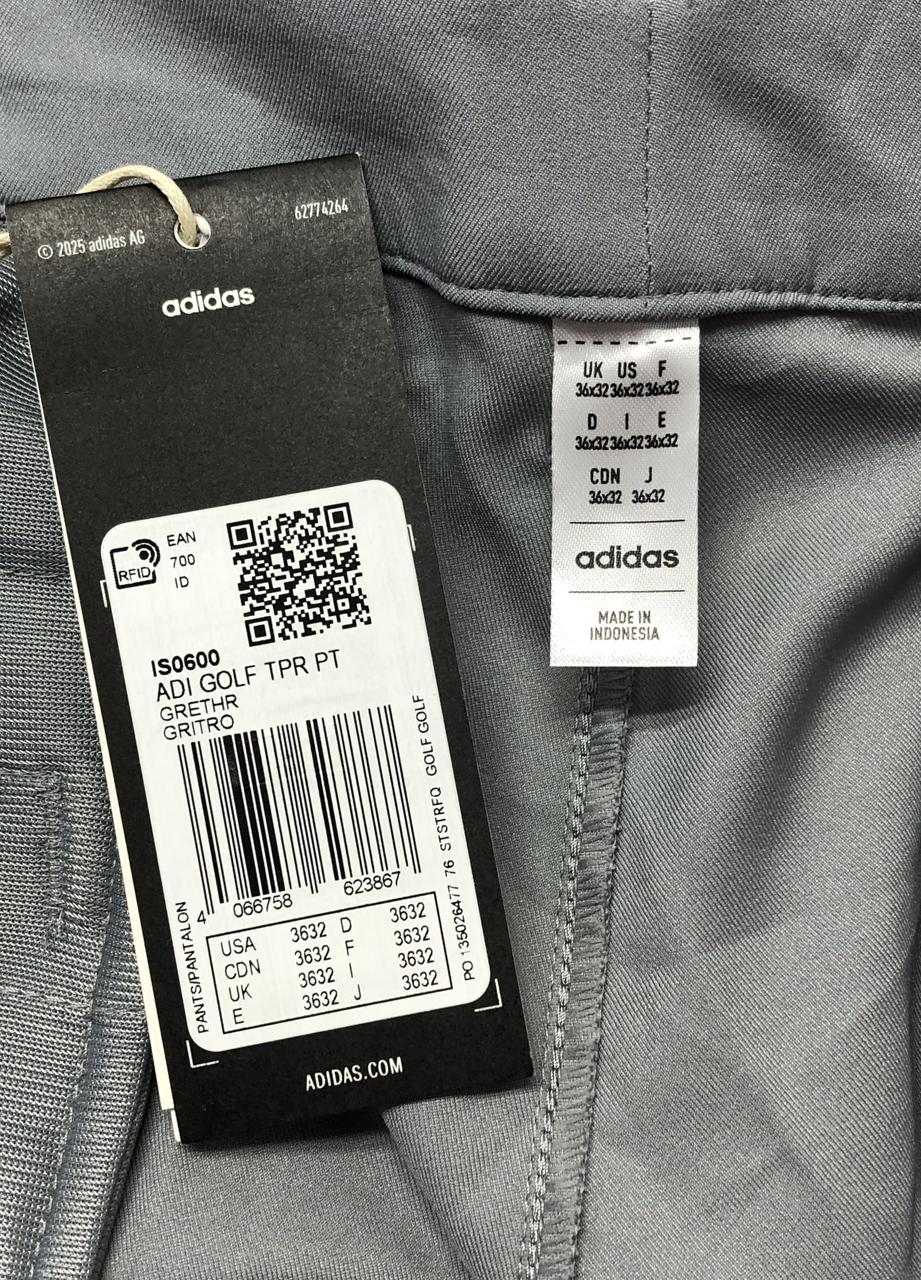 © 2025 adidas AG
62774264
adidas
RFID
EAN
700
ID
IS0600
ADI GOLF TPR PT
GRETHR
GRITRO
4 066758 623867
PANTS/PANTALON
PO 135026477 76 STSTRFQ GOLF GOLF
USA 3632 D 3632
CDN 3632 F 3632
UK 3632 I 3632
E 3632 J 3632
ADIDAS.COM
UK US F
36x32 36x32 36x32
D I E
36x32 36x32 36x32
CDN J
36x32 36x32
adidas
MADE IN
INDONESIA